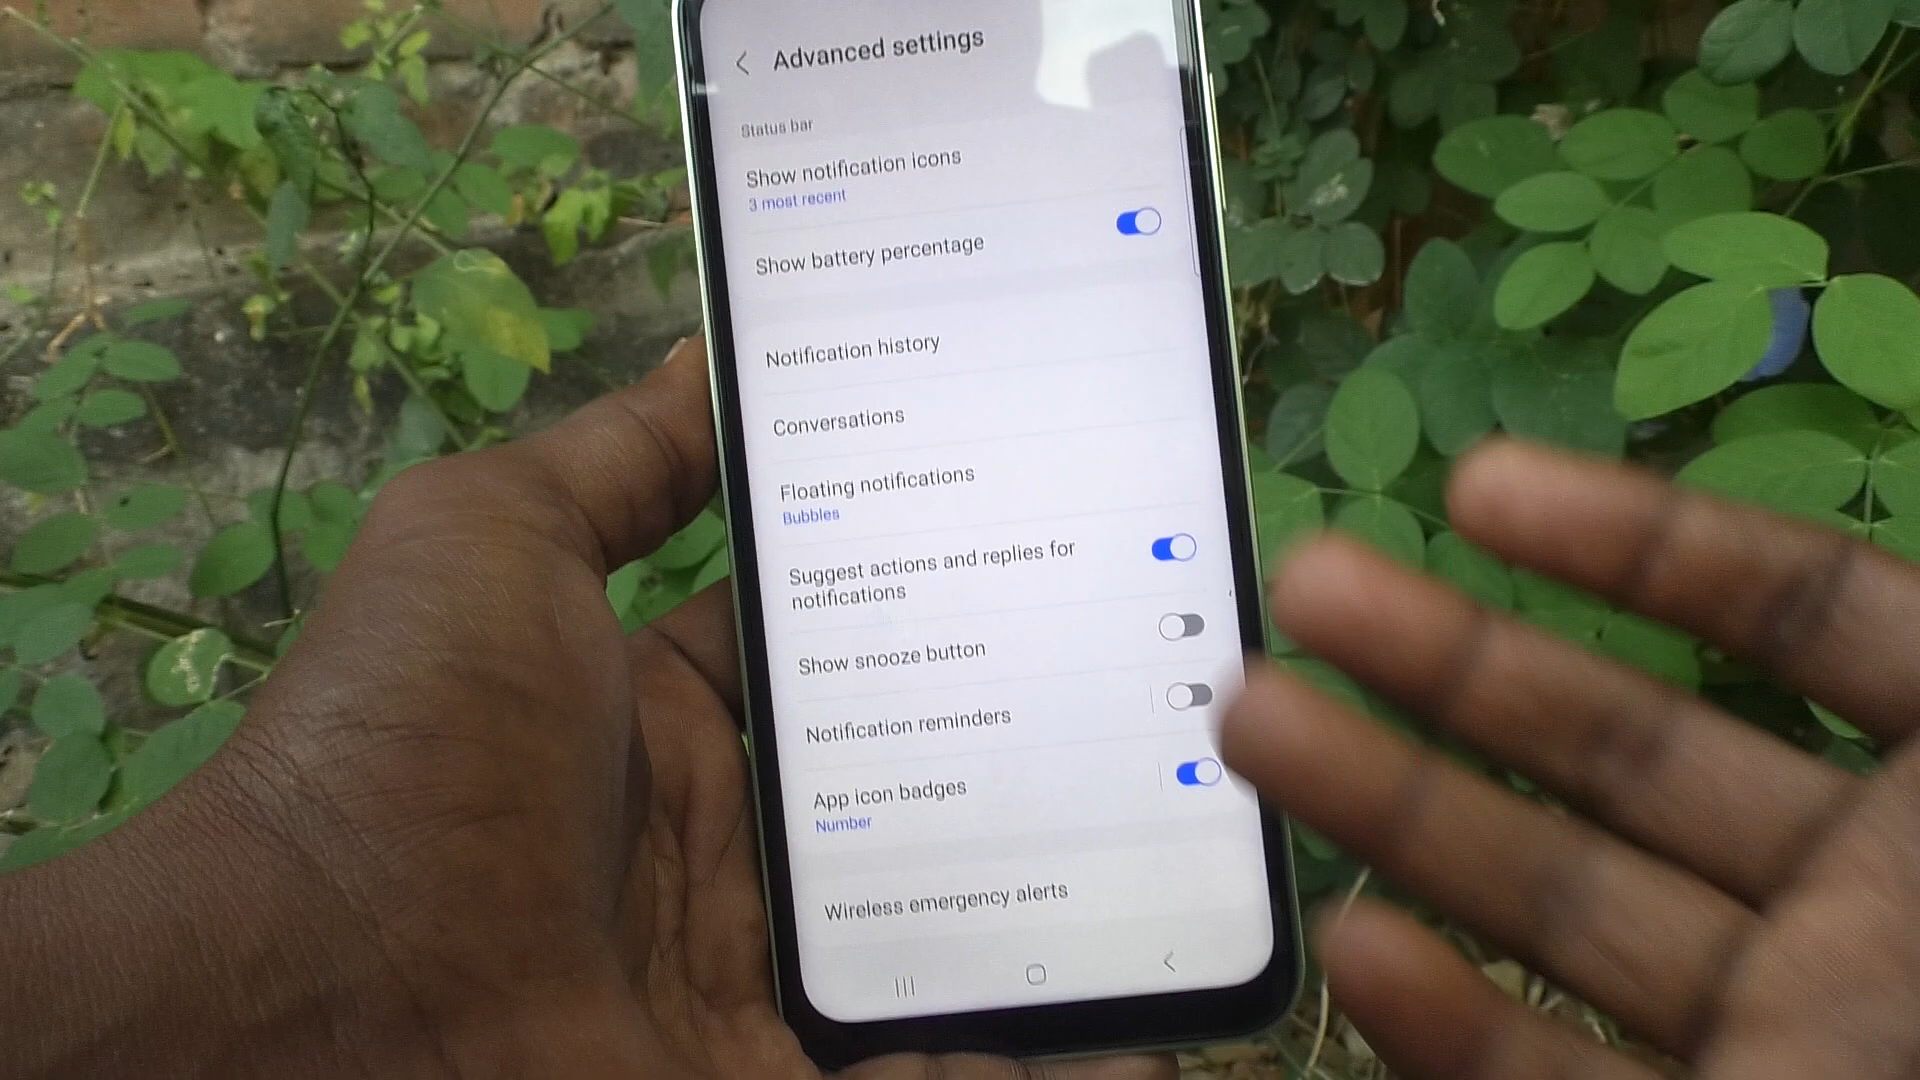 Advanced settings
Status bar
Show notification icons
3 most recent
Show battery percentage
Notification history
Conversations
Floating notifications
Bubbles
Suggest actions and replies for
notifications
Show snooze button
Notification reminders
App icon badges
Number
Wireless emergency alerts